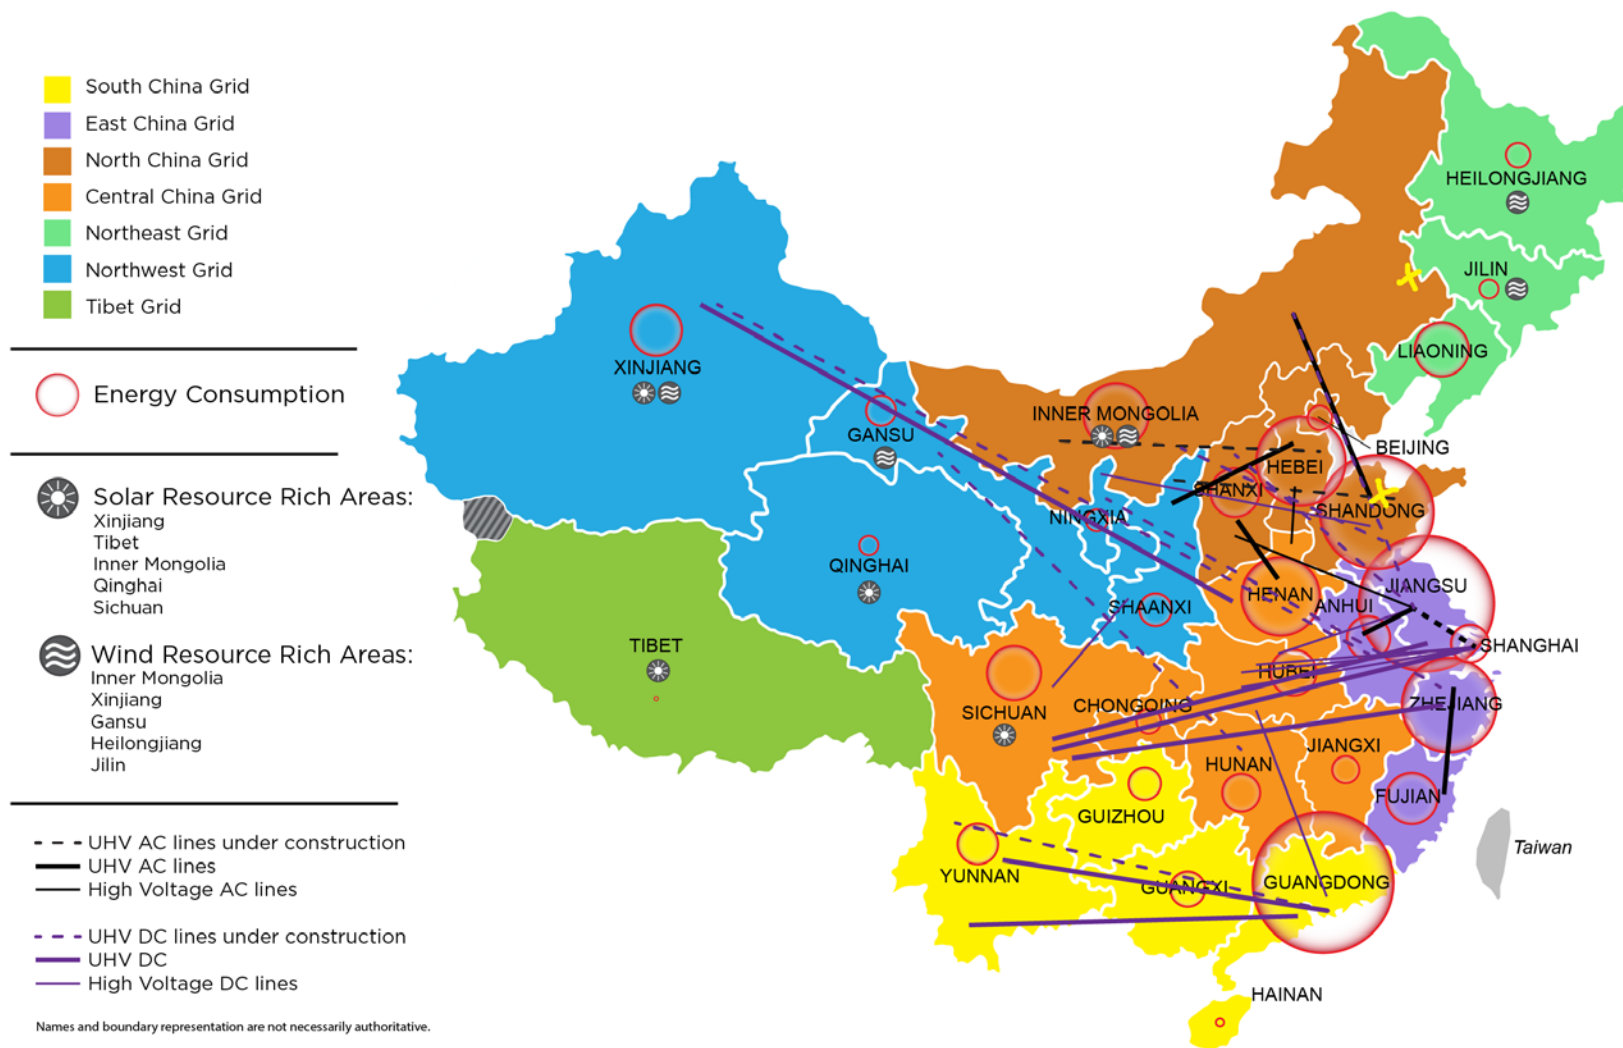 South China Grid
East China Grid
North China Grid
Central China Grid
Northeast Grid
Northwest Grid
Tibet Grid
Energy Consumption
Solar Resource Rich Areas:
Xinjiang
Tibet
Inner Mongolia
Qinghai
Sichuan
Wind Resource Rich Areas:
Inner Mongolia
Xinjiang
Gansu
Heilongjiang
Jilin
UHV AC lines under construction
UHV AC lines
High Voltage AC lines
UHV DC lines under construction
UHV DC
High Voltage DC lines
Names and boundary representation are not necessarily authoritative.
HEILONGJIANG
JILIN
LIAONING
XINJIANG
GANSU
INNER MONGOLIA
BEIJING
HEBEI
SHANXI
SHANDONG
NINGXIA
QINGHAI
SHAANXI
HENAN
ANHUI
JIANGSU
SHANGHAI
TIBET
HUBEI
SICHUAN
CHONGQING
ZHEJIANG
JIANGXI
HUNAN
FUJIAN
GUIZHOU
YUNNAN
GUANGXI
GUANGDONG
Taiwan
HAINAN